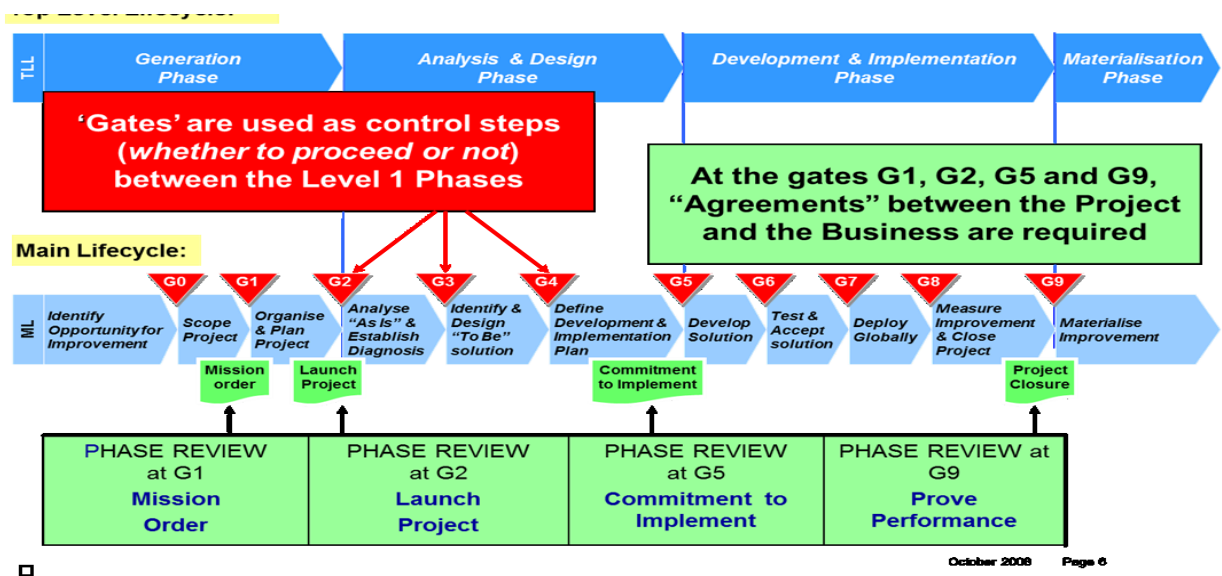 Top Level Lifecycle:
TLL
Generation
Phase
Analysis & Design
Phase
Development & Implementation
Phase
Materialisation
Phase
‘Gates’ are used as control steps
(whether to proceed or not)
between the Level 1 Phases
At the gates G1, G2, G5 and G9,
“Agreements” between the Project
and the Business are required
Main Lifecycle:
G0
G1
G2
G3
G4
G5
G6
G7
G8
G9
ML
Identify
Opportunity for
Improvement
Scope
Project
Organise
& Plan
Project
Analyse
“As Is” &
Establish
Diagnosis
Identify &
Design
“To Be”
solution
Define
Development &
Implementation
Plan
Develop
Solution
Test &
Accept
solution
Deploy
Globally
Measure
Improvement
& Close
Project
Materialise
Improvement
Mission
order
Launch
Project
Commitment
to Implement
Project
Closure
PHASE REVIEW
at G1
Mission
Order
PHASE REVIEW
at G2
Launch
Project
PHASE REVIEW
at G5
Commitment to
Implement
PHASE REVIEW at
G9
Prove
Performance
October 2008 Page 6